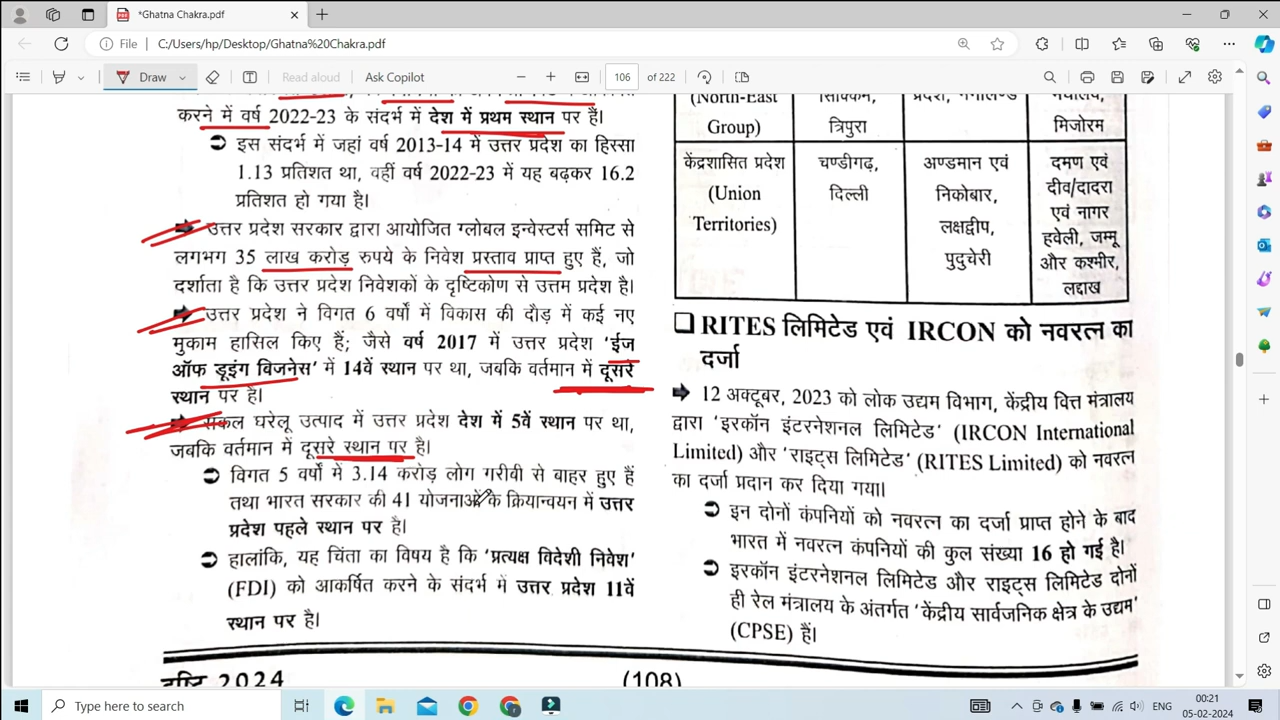 *Ghatna Chakra.pdf
File
C:/Users/hp/Desktop/Ghatna%20Chakra.pdf
Draw
Read aloud
Ask Copilot
106
of 222
करने में वर्ष 2022-23 के संदर्भ में देश में प्रथम स्थान पर है।
इस संदर्भ में जहां वर्ष 2013-14 में उत्तर प्रदेश का हिस्सा
1.13 प्रतिशत था, वहीं वर्ष 2022-23 में यह बढ़कर 16.2
प्रतिशत हो गया है।
उत्तर प्रदेश सरकार द्वारा आयोजित ग्लोबल इन्वेस्टर्स समिट से
लगभग 35 लाख करोड़ रुपये के निवेश प्रस्ताव प्राप्त हुए हैं, जो
दर्शाता है कि उत्तर प्रदेश निवेशकों के दृष्टिकोण से उत्तम प्रदेश है।
उत्तर प्रदेश ने विगत 6 वर्षों में विकास की दौड़ में कई नए
मुकाम हासिल किए हैं; जैसे वर्ष 2017 में उत्तर प्रदेश 'ईज
ऑफ डूइंग बिजनेस' में 14वें स्थान पर था, जबकि वर्तमान में दूसरे
स्थान पर है।
सकल घरेलू उत्पाद में उत्तर प्रदेश देश में 5वें स्थान पर था,
जबकि वर्तमान में दूसरे स्थान पर है।
विगत 5 वर्षों में 3.14 करोड़ लोग गरीबी से बाहर हुए हैं
तथा भारत सरकार की 41 योजनाओं के क्रियान्वयन में उत्तर
प्रदेश पहले स्थान पर है।
हालांकि, यह चिंता का विषय है कि 'प्रत्यक्ष विदेशी निवेश'
(FDI) को आकर्षित करने के संदर्भ में उत्तर प्रदेश 11वें
स्थान पर है।
(North-East सिक्किम, प्रदेश, नगालैण्ड मेघालय,
Group) त्रिपुरा मिजोरम
केंद्रशासित प्रदेश चण्डीगढ़, अण्डमान एवं दमण एवं
(Union दिल्ली निकोबार, दीव/दादरा
Territories) लक्षद्वीप, एवं नागर
पुदुचेरी हवेली, जम्मू
और कश्मीर,
लद्दाख
RITES लिमिटेड एवं IRCON को नवरत्न का
दर्जा
12 अक्टूबर, 2023 को लोक उद्यम विभाग, केंद्रीय वित्त मंत्रालय
द्वारा 'इरकॉन इंटरनेशनल लिमिटेड' (IRCON International
Limited) और 'राइट्स लिमिटेड' (RITES Limited) को नवरत्न
का दर्जा प्रदान कर दिया गया।
इन दोनों कंपनियों को नवरत्न का दर्जा प्राप्त होने के बाद
भारत में नवरत्न कंपनियों की कुल संख्या 16 हो गई है।
इरकॉन इंटरनेशनल लिमिटेड और राइट्स लिमिटेड दोनों
ही रेल मंत्रालय के अंतर्गत 'केंद्रीय सार्वजनिक क्षेत्र के उद्यम'
(CPSE) हैं।
दृष्टि 2024
(108)
Type here to search
ENG
00:21
05-02-2024